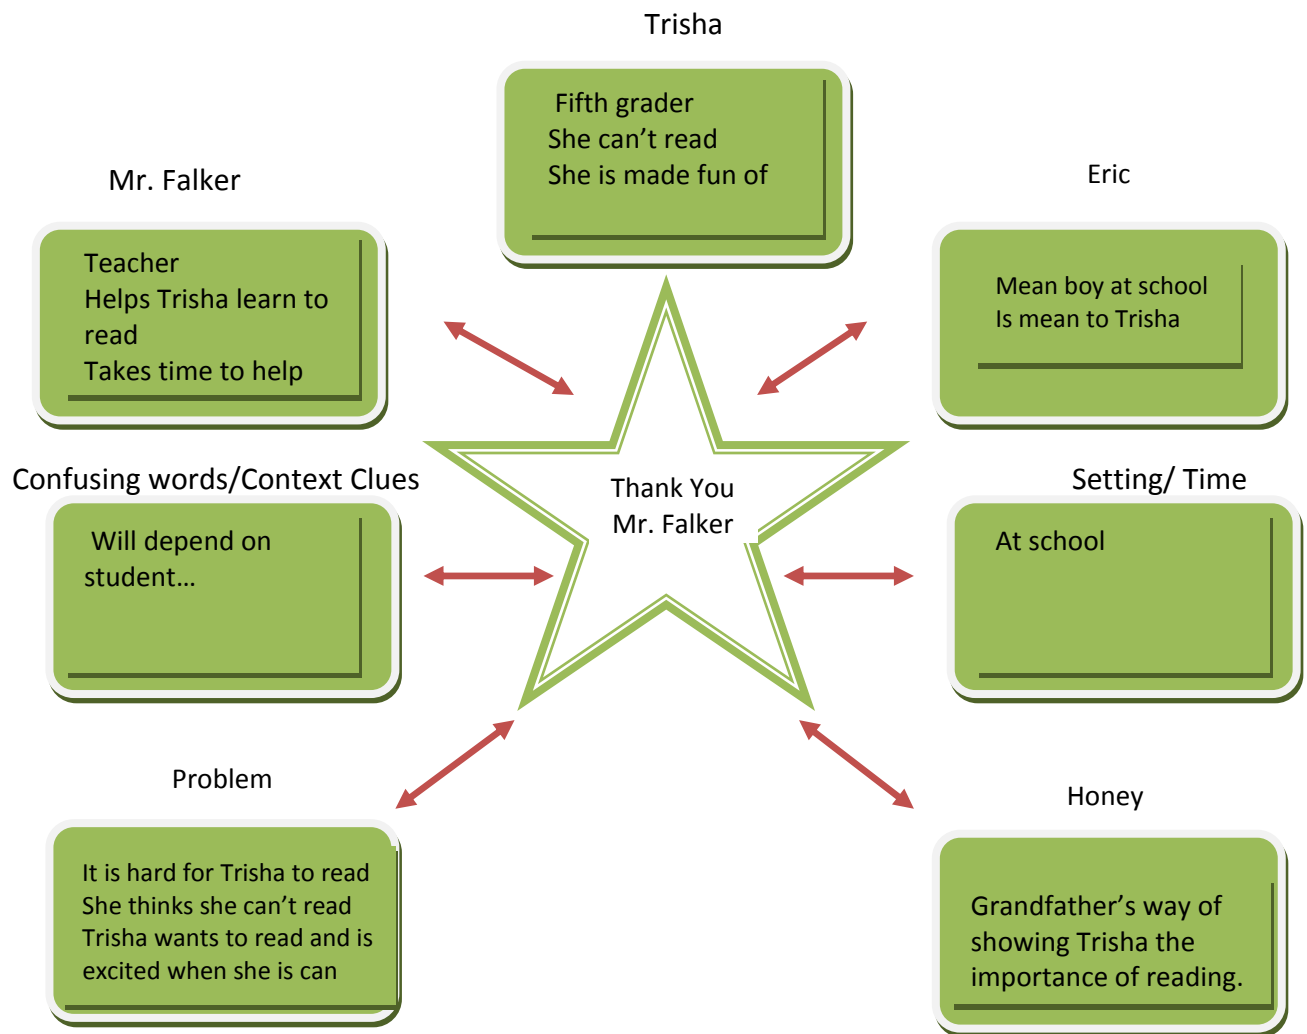 Trisha
Fifth grader
She can’t read
She is made fun of
Mr. Falker
Teacher
Helps Trisha learn to
read
Takes time to help
Eric
Mean boy at school
Is mean to Trisha
Thank You
Mr. Falker
Confusing words/Context Clues
Will depend on
student…
Setting/ Time
At school
Problem
It is hard for Trisha to read
She thinks she can’t read
Trisha wants to read and is
excited when she is can
Honey
Grandfather’s way of
showing Trisha the
importance of reading.